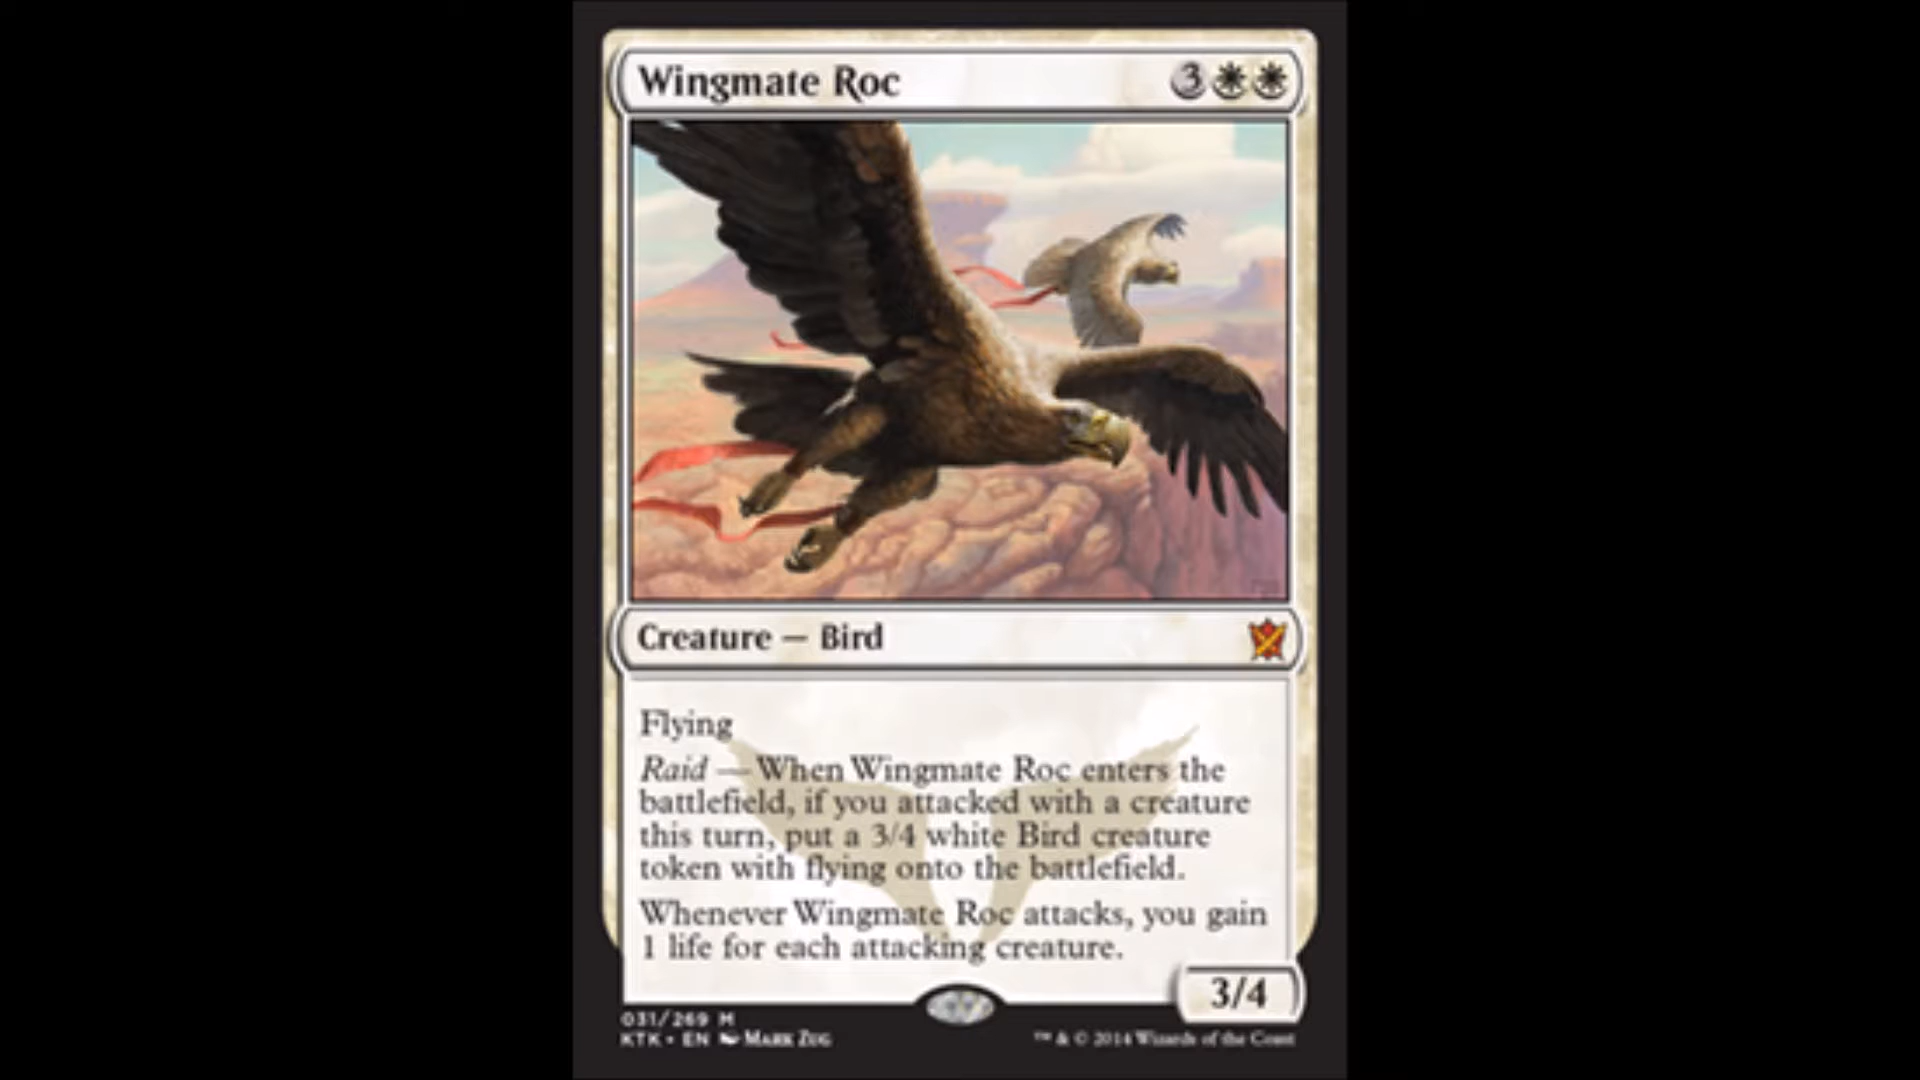 Wingmate Roc 3
Creature — Bird
Flying
Raid — When Wingmate Roc enters the
battlefield, if you attacked with a creature
this turn, put a 3/4 white Bird creature
token with flying onto the battlefield.
Whenever Wingmate Roc attacks, you gain
1 life for each attacking creature.
3/4
031/269 M
KTK • EN Mark Zug
™ & © 2014 Wizards of the Coast